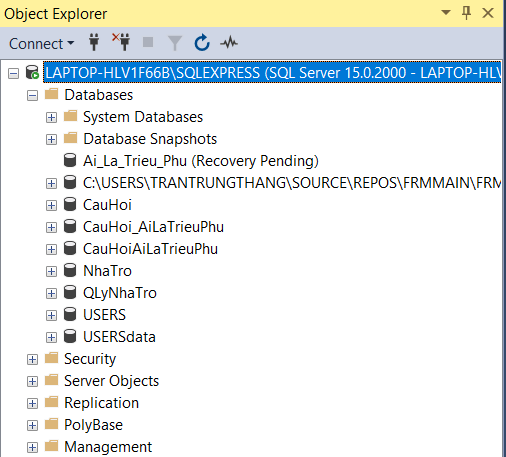 Object Explorer
Connect
LAPTOP-HLV1F66B\SQLEXPRESS (SQL Server 15.0.2000 - LAPTOP-HL\
Databases
System Databases
Database Snapshots
Ai_La_Trieu_Phu (Recovery Pending)
C:\USERS\TRANTRUNGTHANG\SOURCE\REPOS\FRMMAIN\FRM
CauHoi
CauHoi_AiLaTrieuPhu
CauHoiAiLaTrieuPhu
NhaTro
QLyNhaTro
USERS
USERSdata
Security
Server Objects
Replication
PolyBase
Management